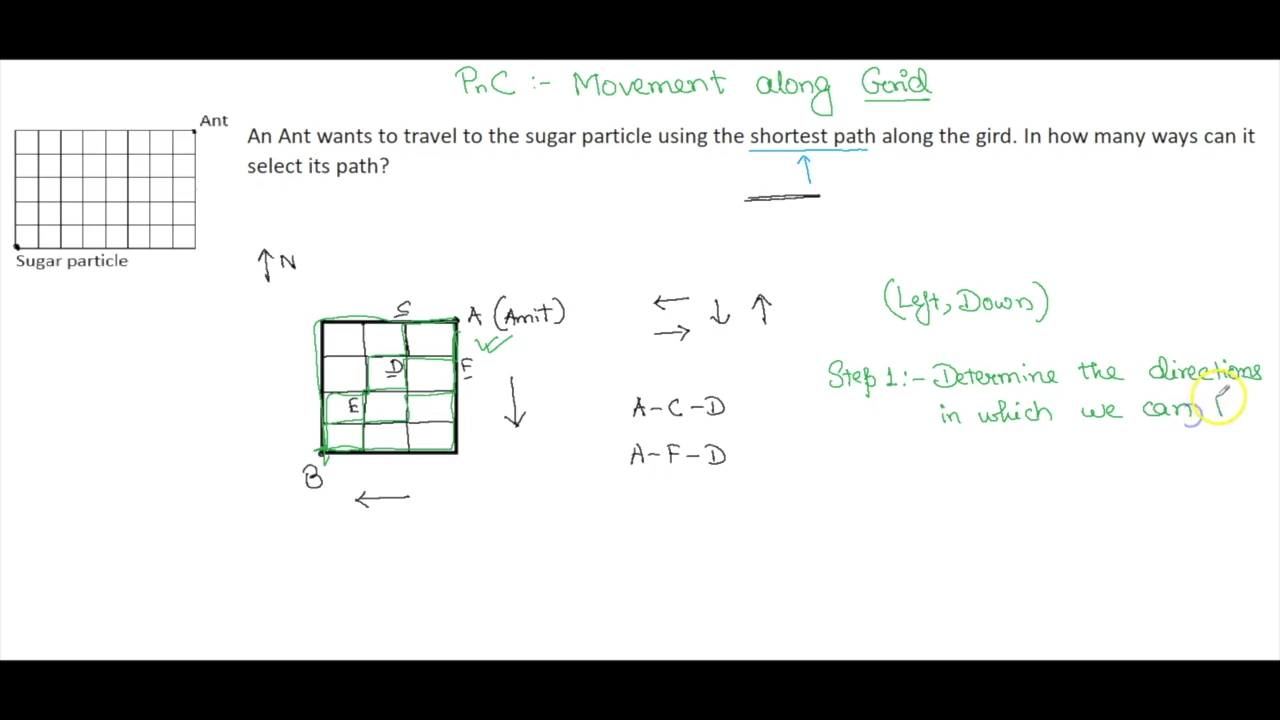 PnC :- Movement along Grid
Ant
An Ant wants to travel to the sugar particle using the shortest path along the gird. In how many ways can it
select its path?
Sugar particle
N
S
A (Amit)
(Left, Down)
D
F
Step 1:- Determine the directions
E
A-C-D
in which we can
A-F-D
B